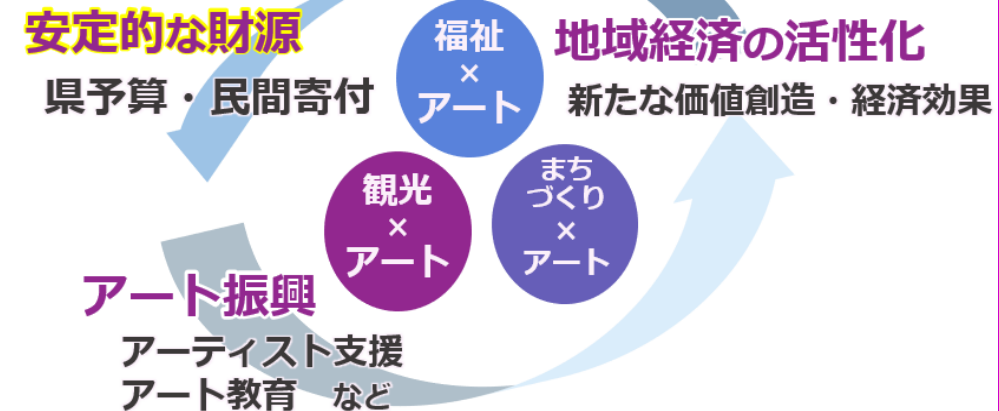 安定的な財源
県予算・民間寄付
福祉
×
アート
地域経済の活性化
新たな価値創造・経済効果
観光
×
アート
まち
づくり
×
アート
アート振興
アーティスト支援
アート教育 など